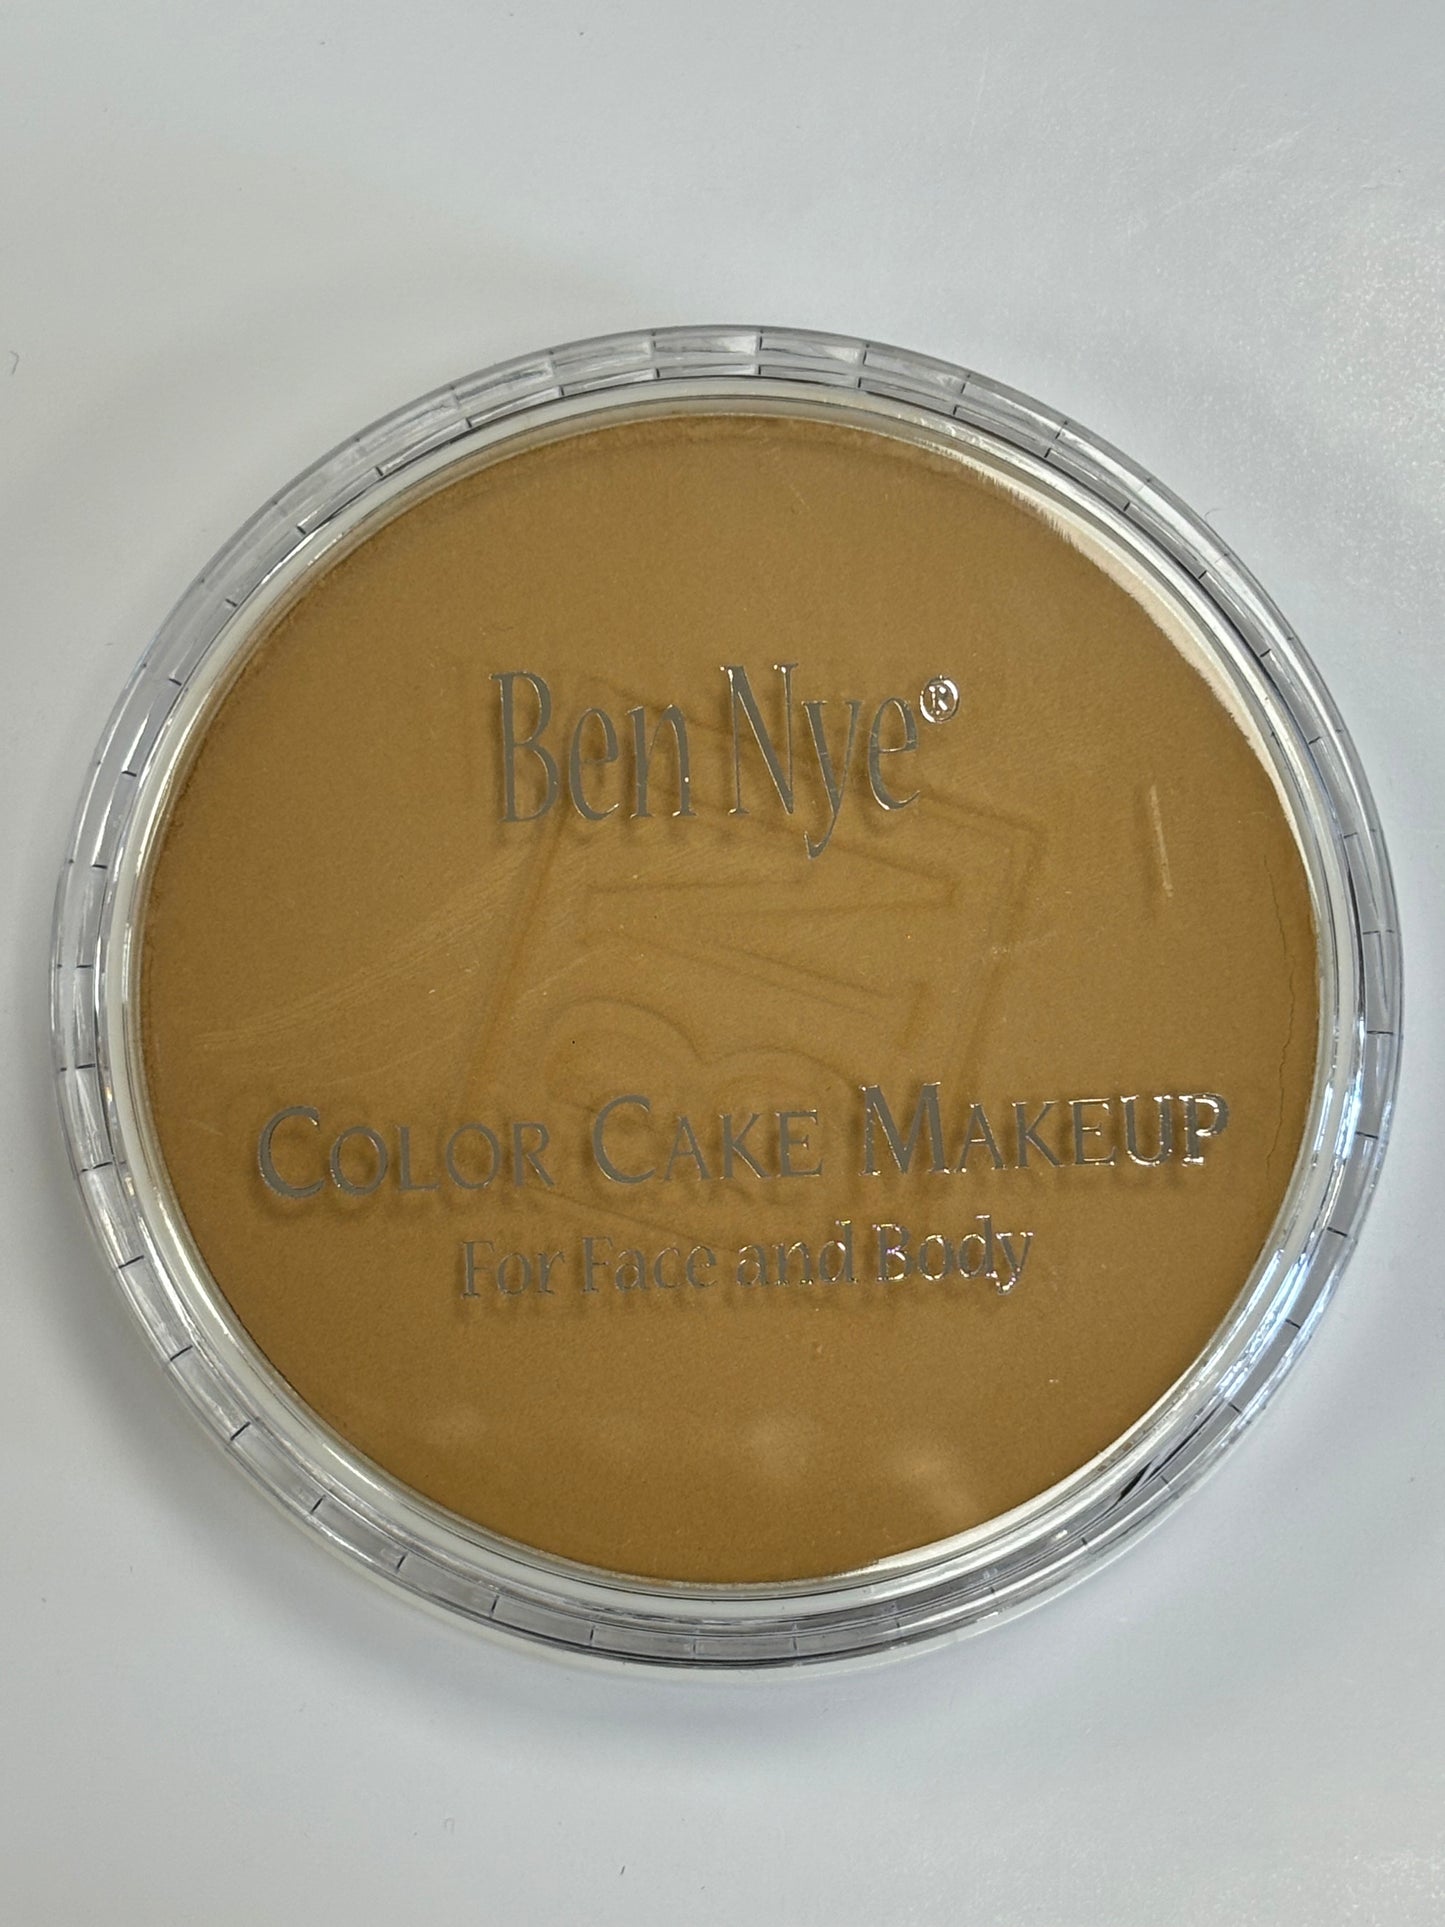 Ben Nye®
COLOR CAKE MAKEUP
For Face and Body